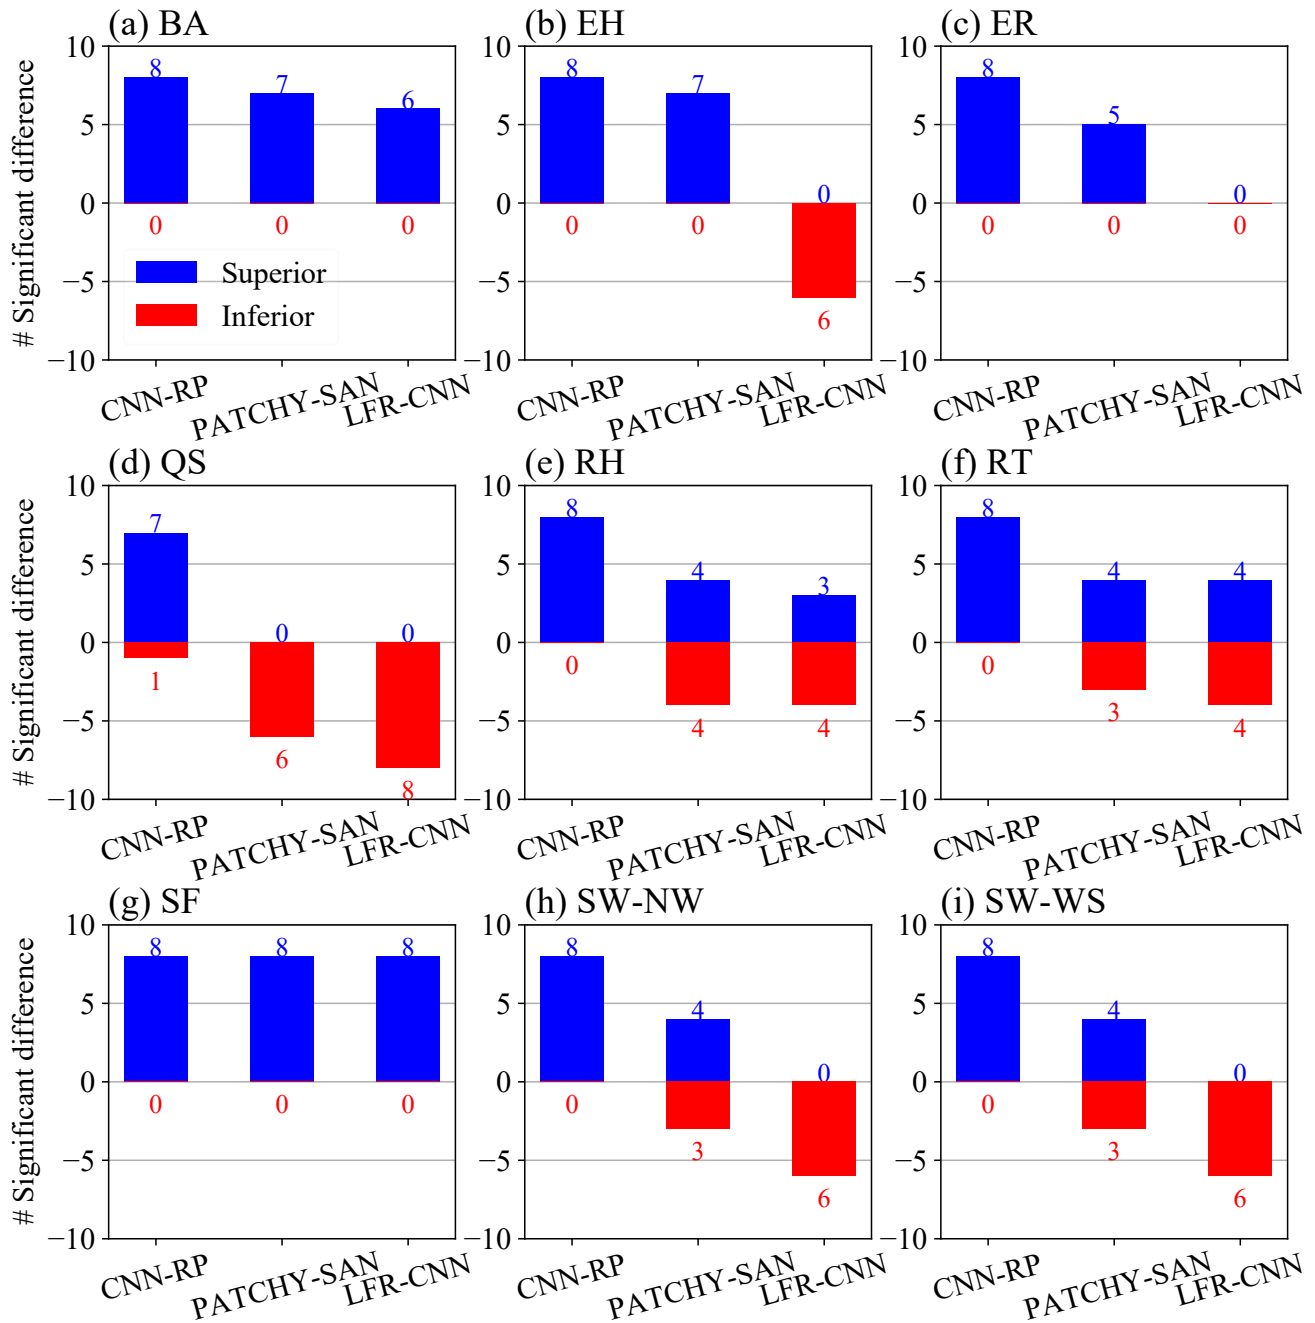 (a) BA
(b) EH
(c) ER
# Significant difference
10
5
0
−5
−10
8
7
6
0
0
0
Superior
Inferior
CNN-RP
PATCHY-SAN
LFR-CNN
10
5
0
−5
−10
8
7
0
0
0
6
CNN-RP
PATCHY-SAN
LFR-CNN
10
5
0
−5
−10
8
5
0
0
0
0
CNN-RP
PATCHY-SAN
LFR-CNN
(d) QS
(e) RH
(f) RT
# Significant difference
10
5
0
−5
−10
7
0
0
1
6
8
CNN-RP
PATCHY-SAN
LFR-CNN
10
5
0
−5
−10
8
4
3
0
4
4
CNN-RP
PATCHY-SAN
LFR-CNN
10
5
0
−5
−10
8
4
4
0
3
4
CNN-RP
PATCHY-SAN
LFR-CNN
(g) SF
(h) SW-NW
(i) SW-WS
# Significant difference
10
5
0
−5
−10
8
8
8
0
0
0
CNN-RP
PATCHY-SAN
LFR-CNN
10
5
0
−5
−10
8
4
0
0
3
6
CNN-RP
PATCHY-SAN
LFR-CNN
10
5
0
−5
−10
8
4
0
0
3
6
CNN-RP
PATCHY-SAN
LFR-CNN